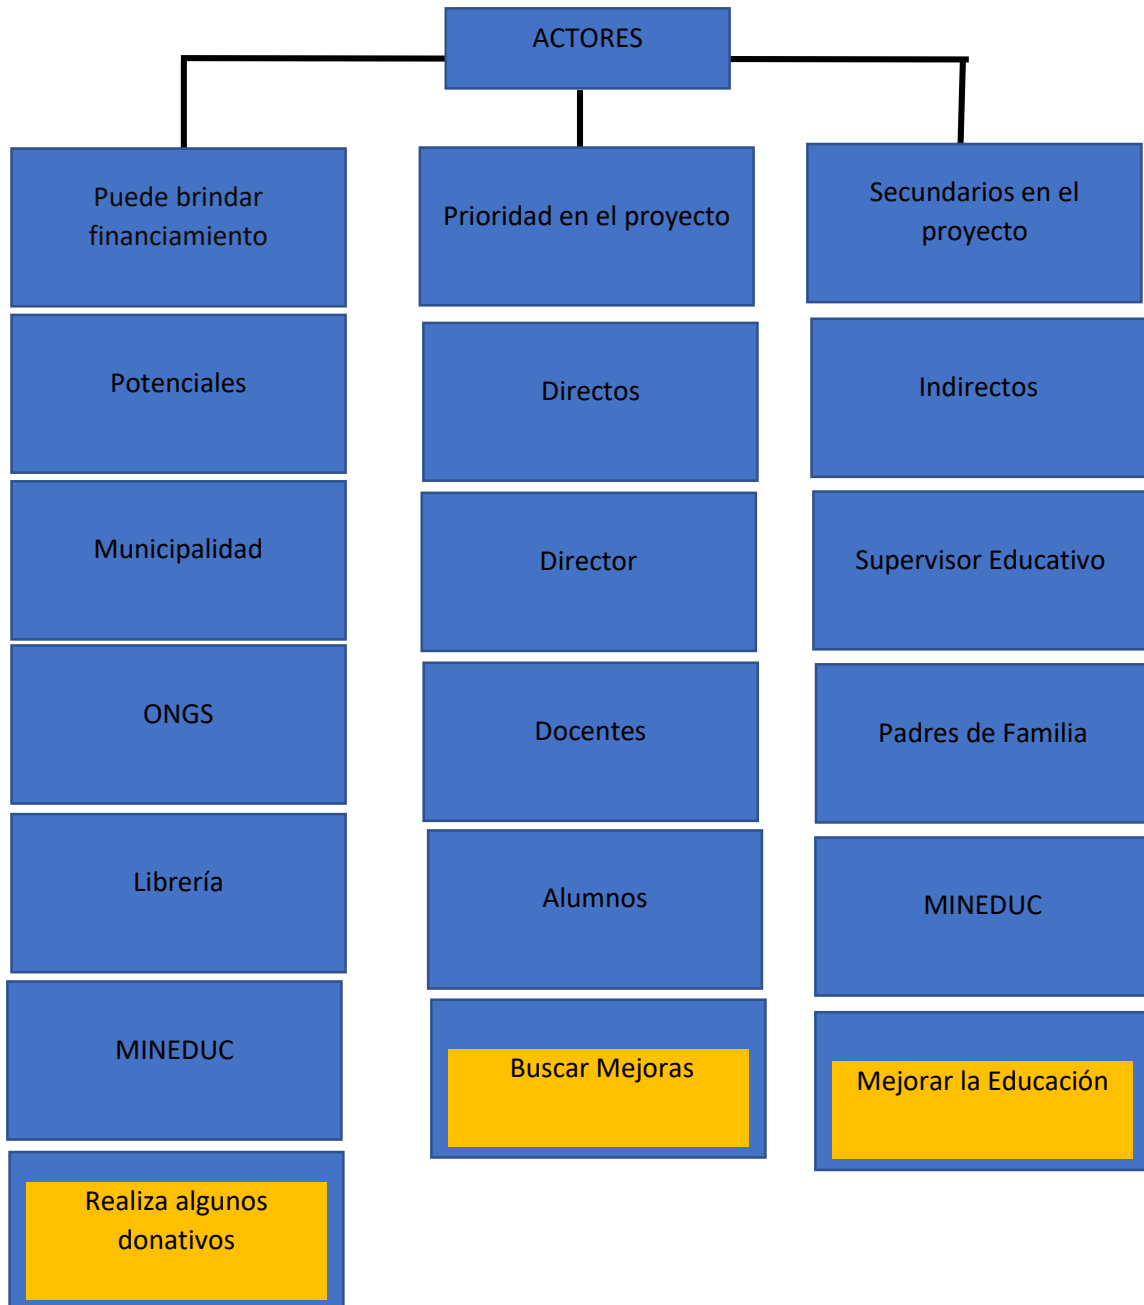 ACTORES
Puede brindar
financiamiento
Potenciales
Municipalidad
ONGS
Librería
MINEDUC
Realiza algunos
donativos
Prioridad en el proyecto
Directos
Director
Docentes
Alumnos
Buscar Mejoras
Secundarios en el
proyecto
Indirectos
Supervisor Educativo
Padres de Familia
MINEDUC
Mejorar la Educación